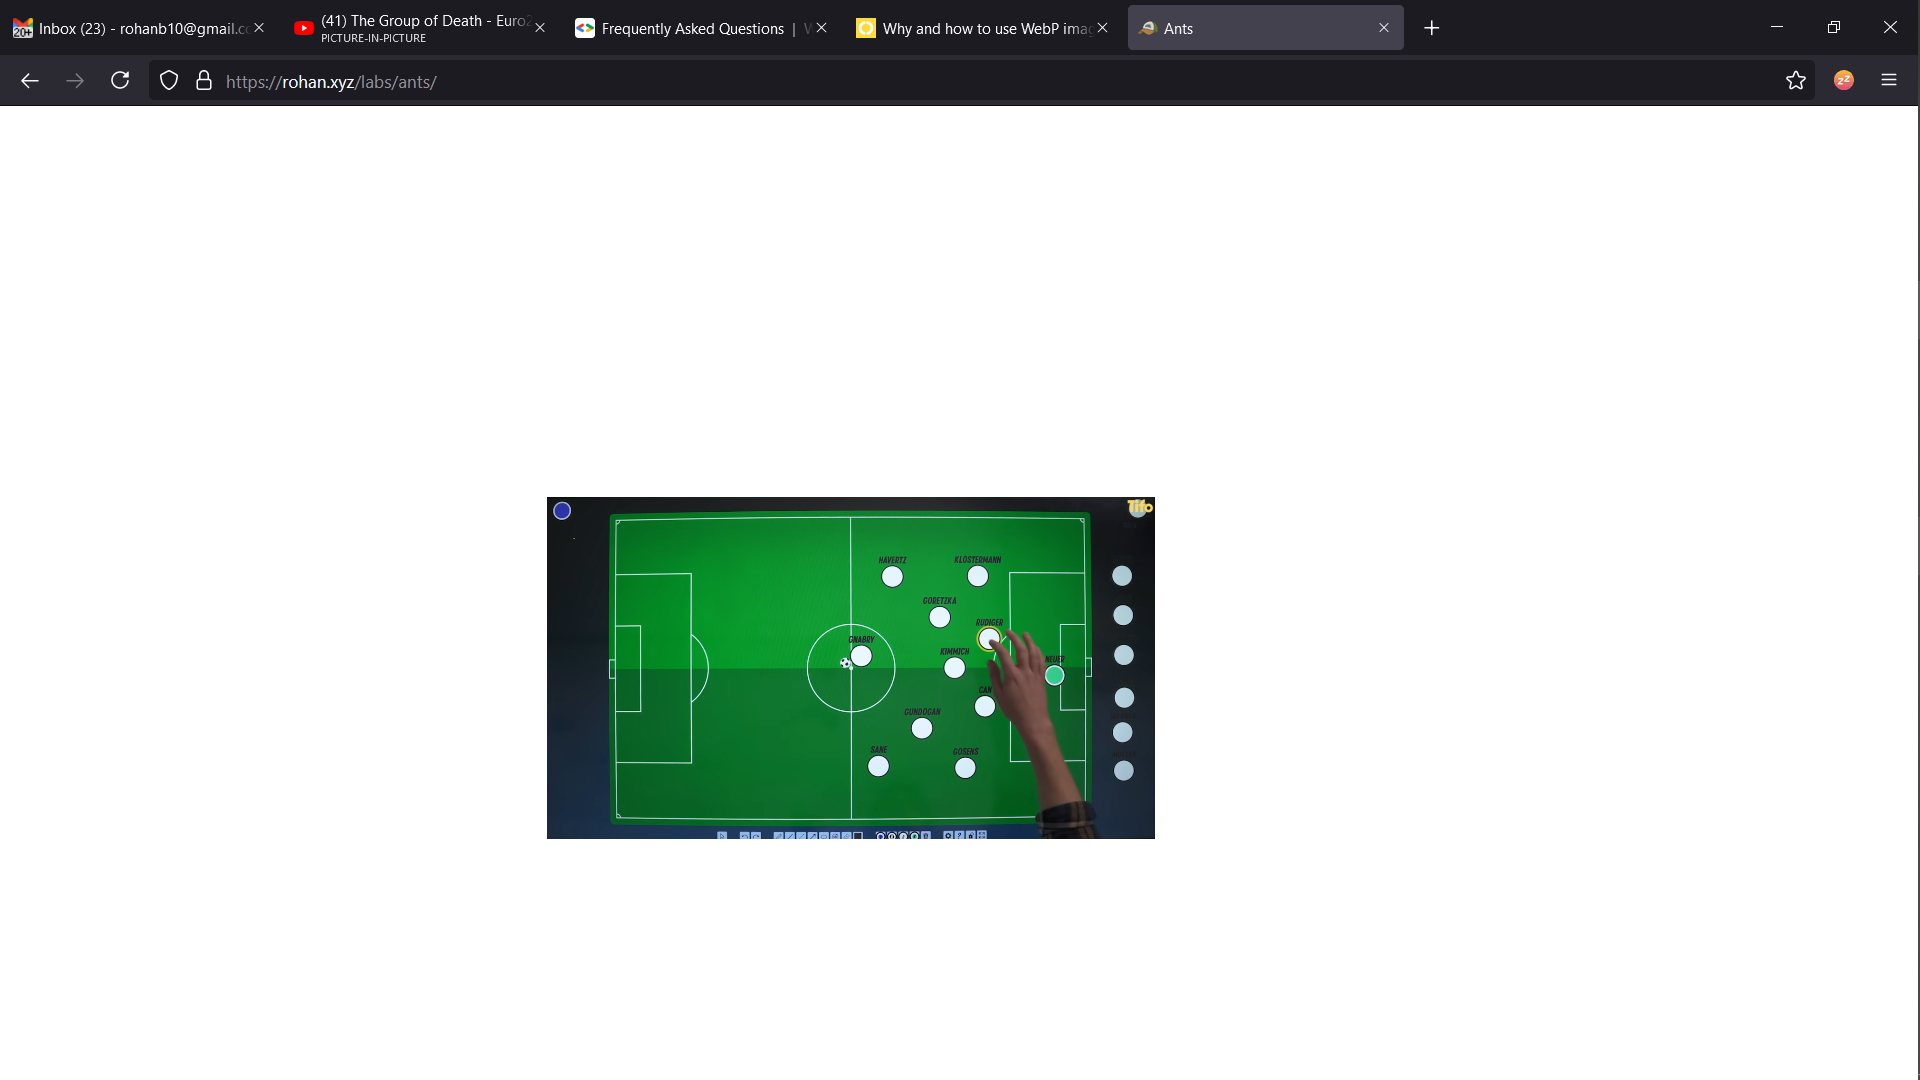 20+
Inbox (23) - rohanb10@gmail.c
(41) The Group of Death - Euro
PICTURE-IN-PICTURE
Frequently Asked Questions |
Why and how to use WebP ima
Ants
https://rohan.xyz/labs/ants/
zz
Tifo
HAVERTZ
KLOSTERMANN
GORETZKA
RUDIGER
GNABRY
KIMMICH
NEUER
CAN
GUNDOGAN
SANE
GOSENS